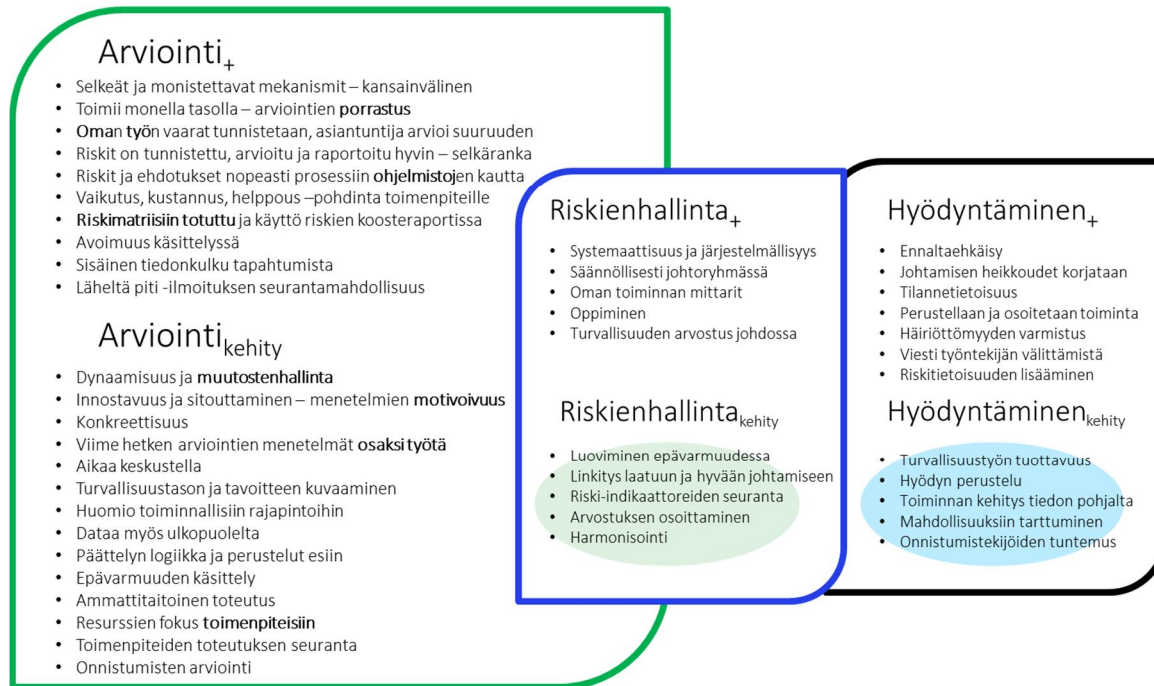 Arviointi+
• Selkeät ja monistettavat mekanismit – kansainvälinen
• Toimii monella tasolla – arviointien porrastus
• Oman työn vaarat tunnistetaan, asiantuntija arvioi suuruuden
• Riskit on tunnistettu, arvioitu ja raportoitu hyvin – selkäranka
• Riskit ja ehdotukset nopeasti prosessiin ohjelmistojen kautta
• Vaikutus, kustannus, helppous –pohdinta toimenpiteille
• Riskimatriisiin totuttu ja käyttö riskien koosteraportissa
• Avoimuus käsittelyssä
• Sisäinen tiedonkulku tapahtumista
• Läheltä piti -ilmoituksen seurantamahdollisuus
Arviointikehity
• Dynaamisuus ja muutostenhallinta
• Innostavuus ja sitouttaminen – menetelmien motivoivuus
• Konkreettisuus
• Viime hetken arviointien menetelmät osaksi työtä
• Aikaa keskustella
• Turvallisuustason ja tavoitteen kuvaaminen
• Huomio toiminnallisiin rajapintoihin
• Dataa myös ulkopuolelta
• Päättelyn logiikka ja perustelut esiin
• Epävarmuuden käsittely
• Ammattitaitoinen toteutus
• Resurssien fokus toimenpiteisiin
• Toimenpiteiden toteutuksen seuranta
• Onnistumisten arviointi
Riskienhallinta+
• Systemaattisuus ja järjestelmällisyys
• Säännöllisesti johtoryhmässä
• Oman toiminnan mittarit
• Oppiminen
• Turvallisuuden arvostus johdossa
Riskienhallintakehity
• Luoviminen epävarmuudessa
• Linkitys laatuun ja hyvään johtamiseen
• Riski-indikaattoreiden seuranta
• Arvostuksen osoittaminen
• Harmonisointi
Hyödyntäminen+
• Ennaltaehkäisy
• Johtamisen heikkoudet korjataan
• Tilannetietoisuus
• Perustellaan ja osoitetaan toiminta
• Häiriöttömyyden varmistus
• Viesti työntekijän välittämistä
• Riskitietoisuuden lisääminen
Hyödyntäminenkehity
• Turvallisuustyön tuottavuus
• Hyödyn perustelu
• Toiminnan kehitys tiedon pohjalta
• Mahdollisuuksiin tarttuminen
• Onnistumistekijöiden tuntemus